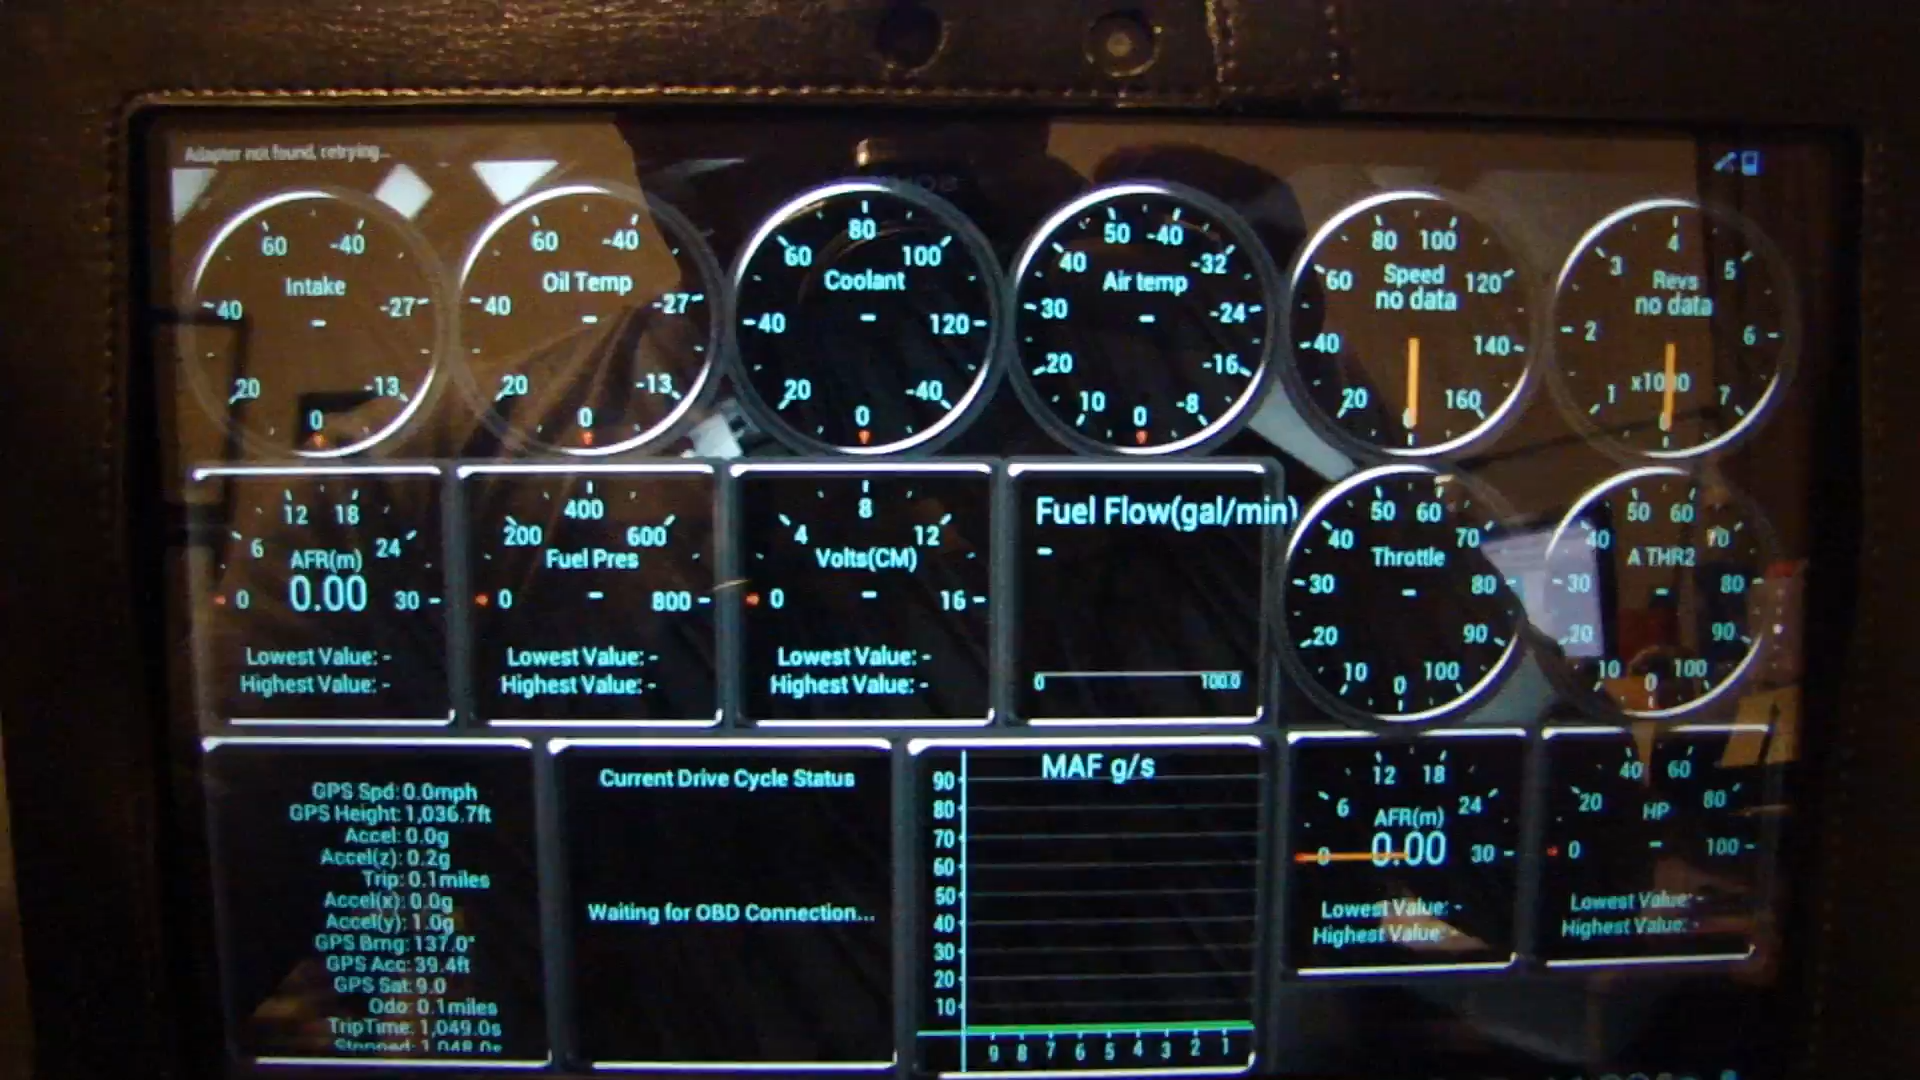 Adapter not found, retrying...
60 -40
Intake
-
40 -27
20 -13
0
60 -40
Oil Temp
-
40 -27
20 -13
0
80
60 100
Coolant
-
40 120
20 -40
0
50 -40
40 -32
Air temp
-
30 -24
20 -16
10 -8
0
80 100
60 Speed 120
no data
40 140
20 160
0
4
3 5
Revs
no data
2 6
x1000
1 7
0
12 18
6 24
AFR(m)
0.00
0 30
Lowest Value: -
Highest Value: -
400
200 600
Fuel Pres
-
0 800
Lowest Value: -
Highest Value: -
8
4 12
Volts(CM)
-
0 16
Lowest Value: -
Highest Value: -
Fuel Flow(gal/min)
-
0 100.0
50 60
40 70
Throttle
-
30 80
20 90
10 100
0
50 60
40 70
A THR2
-
30 80
20 90
10 100
0
GPS Spd: 0.0mph
GPS Height: 1,036.7ft
Accel: 0.0g
Accel(z): 0.2g
Trip: 0.1miles
Accel(x): 0.0g
Accel(y): 1.0g
GPS Brng: 137.0°
GPS Acc: 39.4ft
GPS Sat: 9.0
Odo: 0.1miles
TripTime: 1,049.0s
Stopped: 1,048.0s
Current Drive Cycle Status
Waiting for OBD Connection...
MAF g/s
90
80
70
60
50
40
30
20
10
9 8 7 6 5 4 3 2 1
12 18
6 24
AFR(m)
0.00
0 30
Lowest Value: -
Highest Value: -
40 60
20 80
HP
-
0 100
Lowest Value: -
Highest Value: -